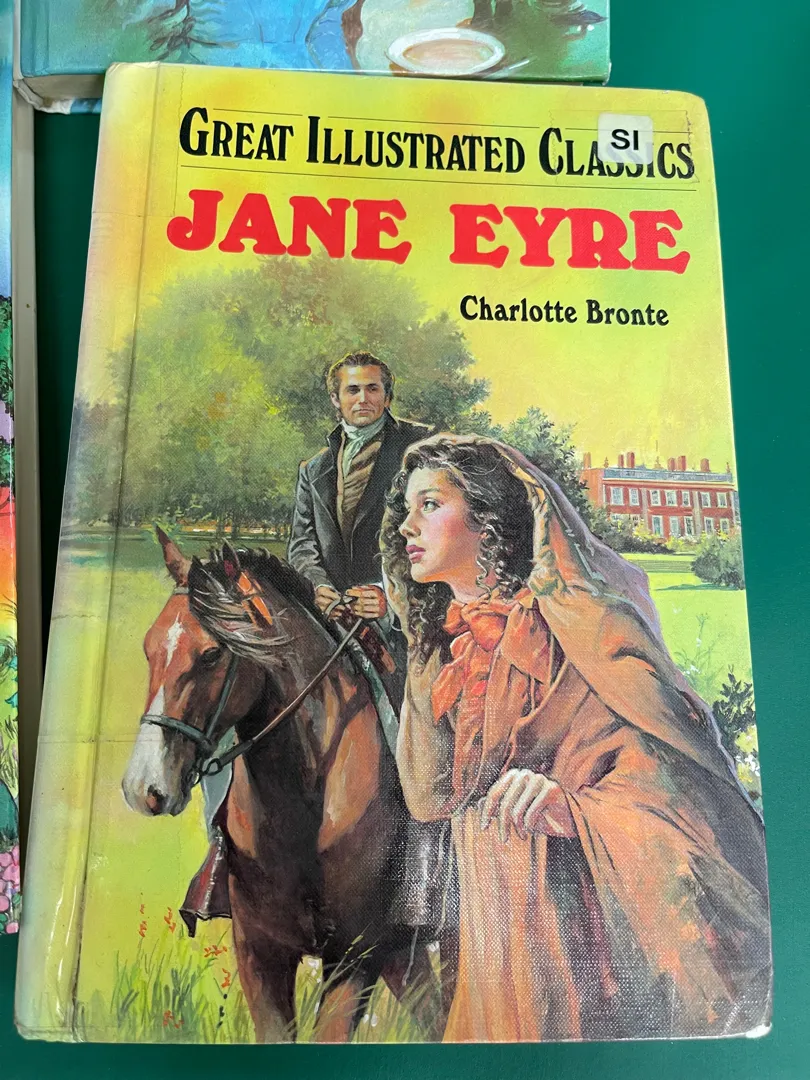 GREAT ILLUSTRATED CLASSICS
SI
JANE EYRE
Charlotte Bronte